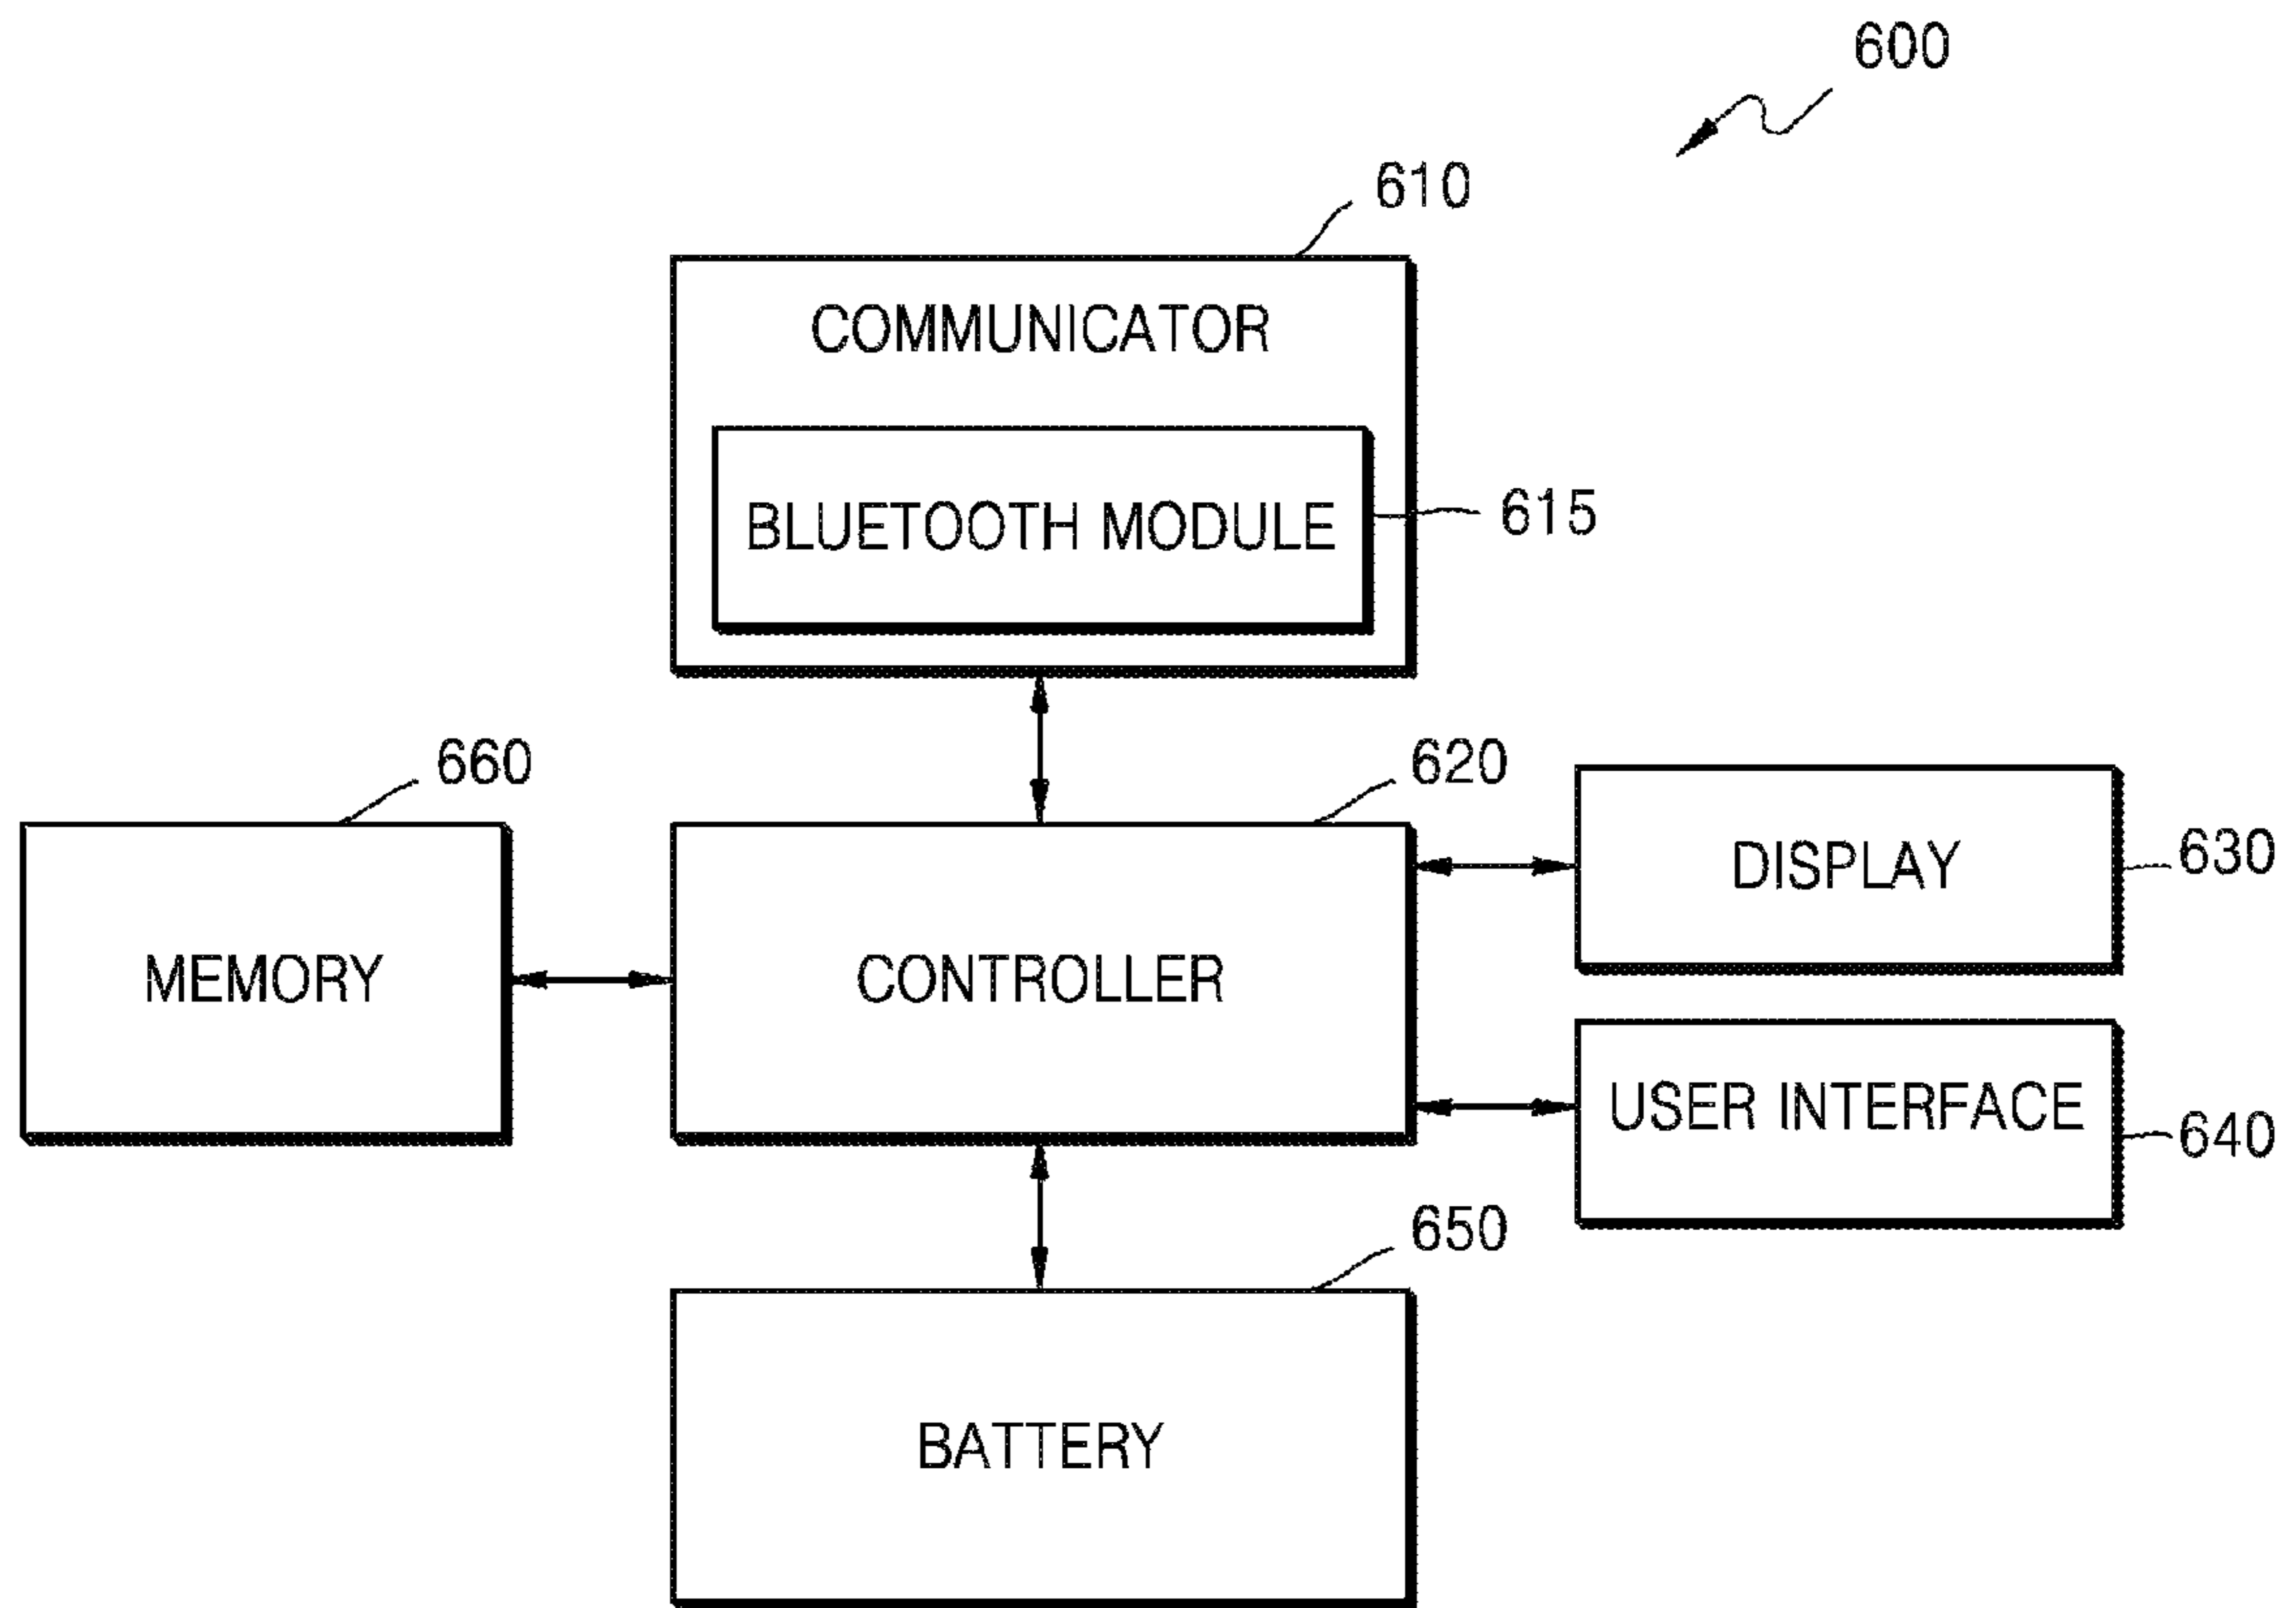 600
610
COMMUNICATOR
BLUETOOTH MODULE
615
660
620
MEMORY
CONTROLLER
DISPLAY
630
USER INTERFACE
640
650
BATTERY